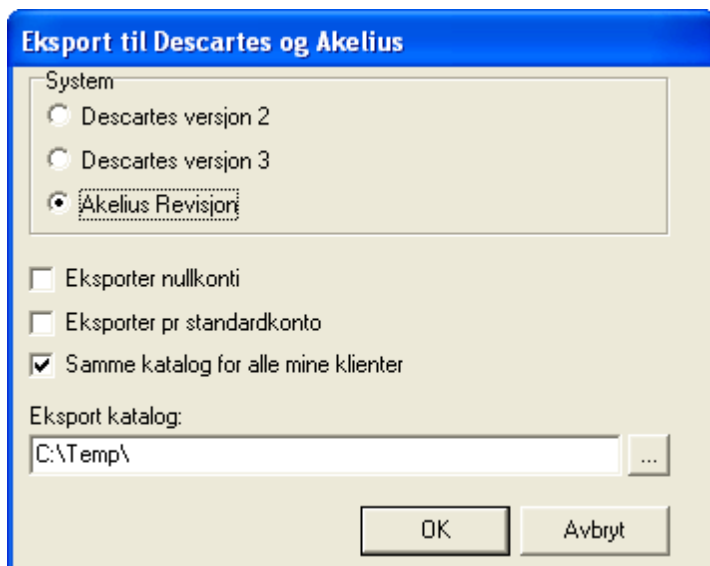 Eksport til Descartes og Akelius
System
Descartes versjon 2
Descartes versjon 3
Akelius Revisjon
Eksporter nullkonti
Eksporter pr standardkonto
Samme katalog for alle mine klienter
Eksport katalog:
C:\Temp\
...
OK
Avbryt